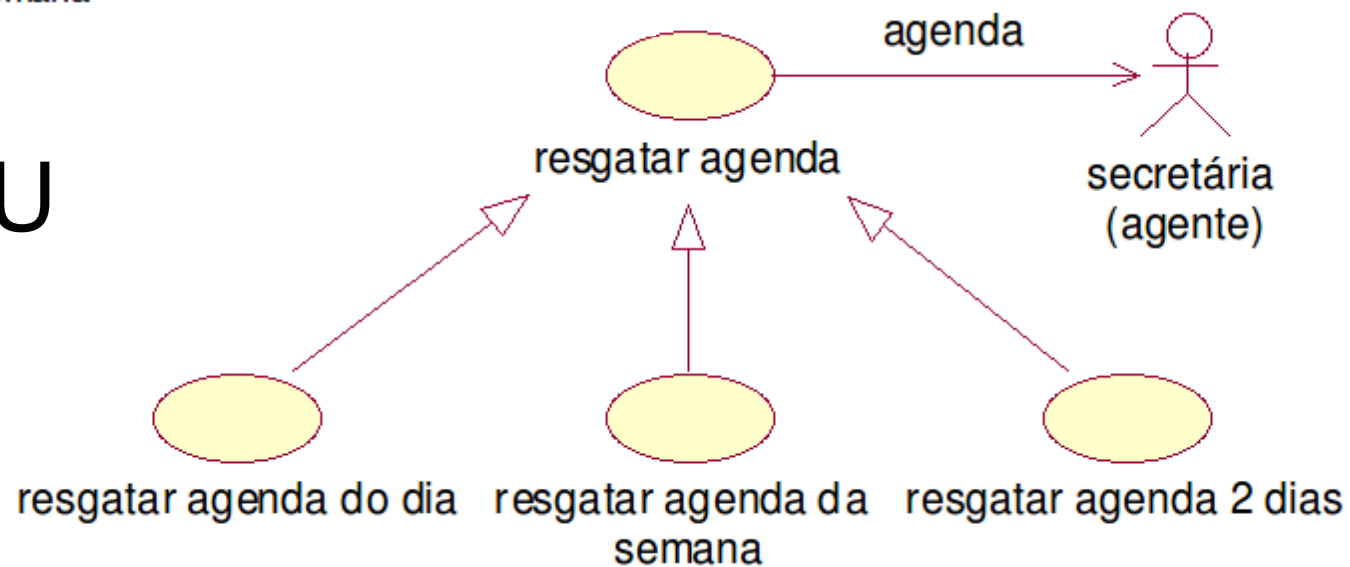 agenda
resgatar agenda
secretária
(agente)
U
resgatar agenda do dia
resgatar agenda da
semana
resgatar agenda 2 dias